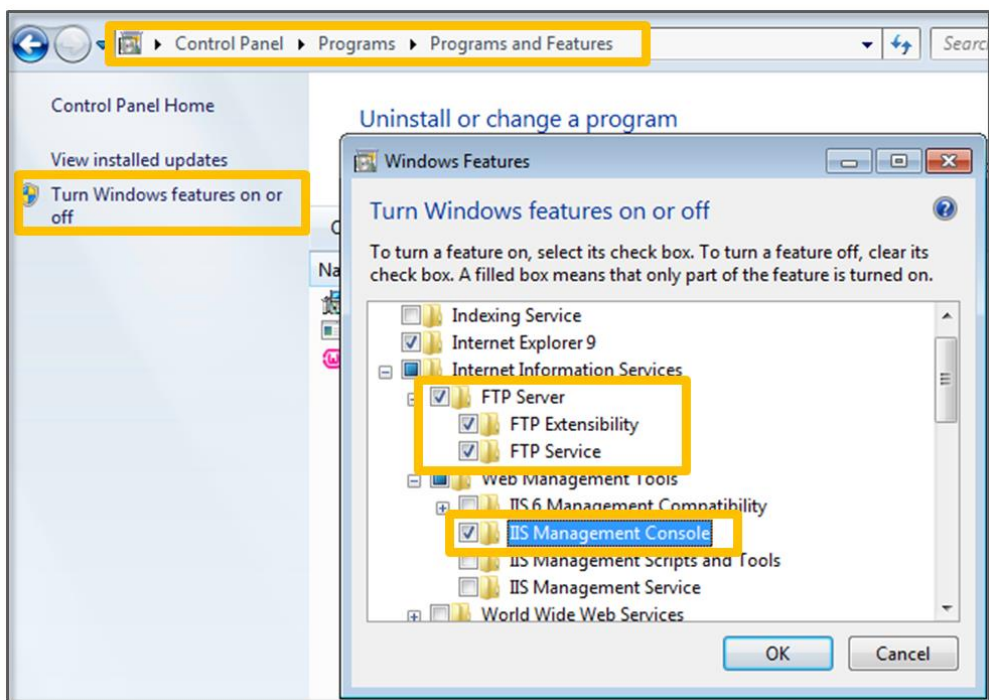 Control Panel ▸ Programs ▸ Programs and Features
Searc
Control Panel Home
View installed updates
Turn Windows features on or
off
Uninstall or change a program
Na
Windows Features
Turn Windows features on or off
To turn a feature on, select its check box. To turn a feature off, clear its
check box. A filled box means that only part of the feature is turned on.
Indexing Service
Internet Explorer 9
Internet Information Services
FTP Server
FTP Extensibility
FTP Service
Web Management Tools
IIS 6 Management Compatibility
IIS Management Console
IIS Management Scripts and Tools
IIS Management Service
World Wide Web Services
OK
Cancel